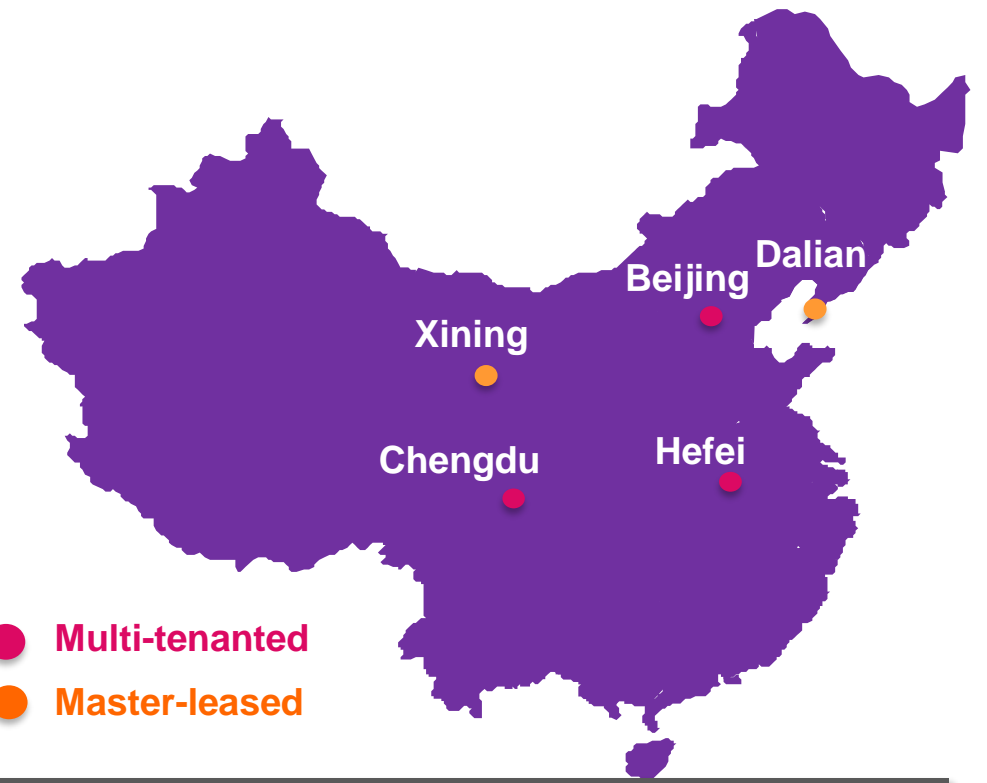 Dalian
Beijing
Xining
Hefei
Chengdu
Multi-tenanted
Master-leased